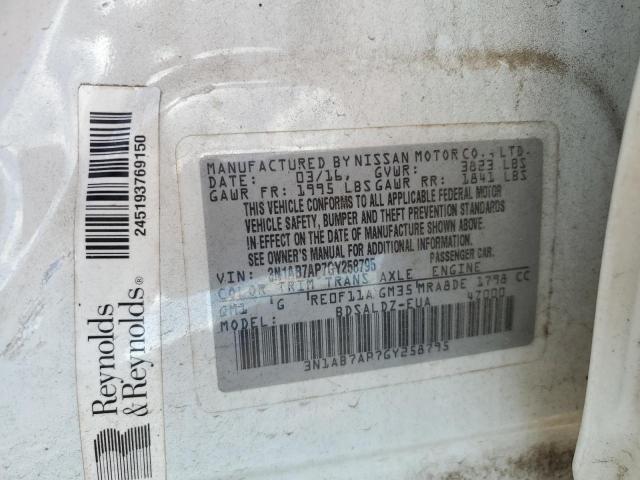 Reynolds
& Reynolds®
245193769150
MANUFACTURED BY NISSAN MOTOR CO., LTD.
DATE: 03/16, GVWR: 3823 LBS
GAWR FR: 1995 LBS GAWR RR: 1841 LBS
THIS VEHICLE CONFORMS TO ALL APPLICABLE FEDERAL MOTOR
VEHICLE SAFETY, BUMPER AND THEFT PREVENTION STANDARDS
IN EFFECT ON THE DATE OF MANUFACTURE SHOWN ABOVE.
SEE OWNER'S MANUAL FOR ADDITIONAL INFORMATION.
VIN: 3N1AB7AP7GY258795 PASSENGER CAR.
COLOR TRIM TRANS AXLE ENGINE
QM1 G RE0F11A GM35 MRA8DE 1798 CC
MODEL: BDSALDZ-EUA 47000
3N1AB7AP7GY258795